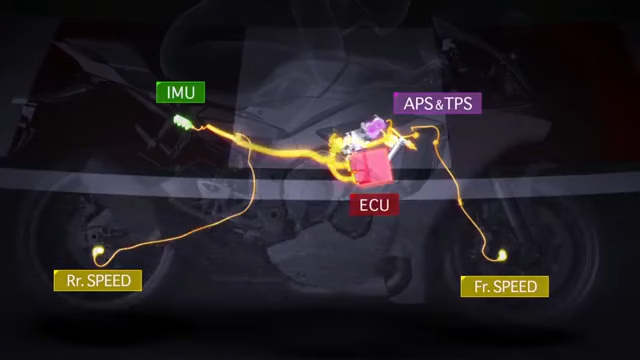 IMU
APS&TPS
ECU
Rr. SPEED
Fr. SPEED